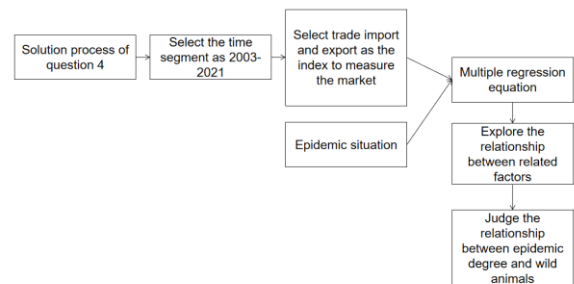 Solution process of
question 4
Select the time
segment as 2003-
2021
Select trade import
and export as the
index to measure
the market
Epidemic situation
Multiple regression
equation
Explore the
relationship
between related
factors
Judge the
relationship
between epidemic
degree and wild
animals